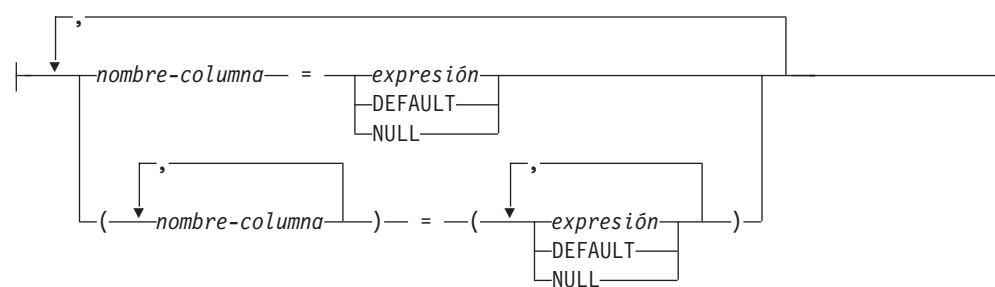 ,
nombre-columna = expresión
DEFAULT
NULL
, ,
( nombre-columna ) = ( expresión )
DEFAULT
NULL